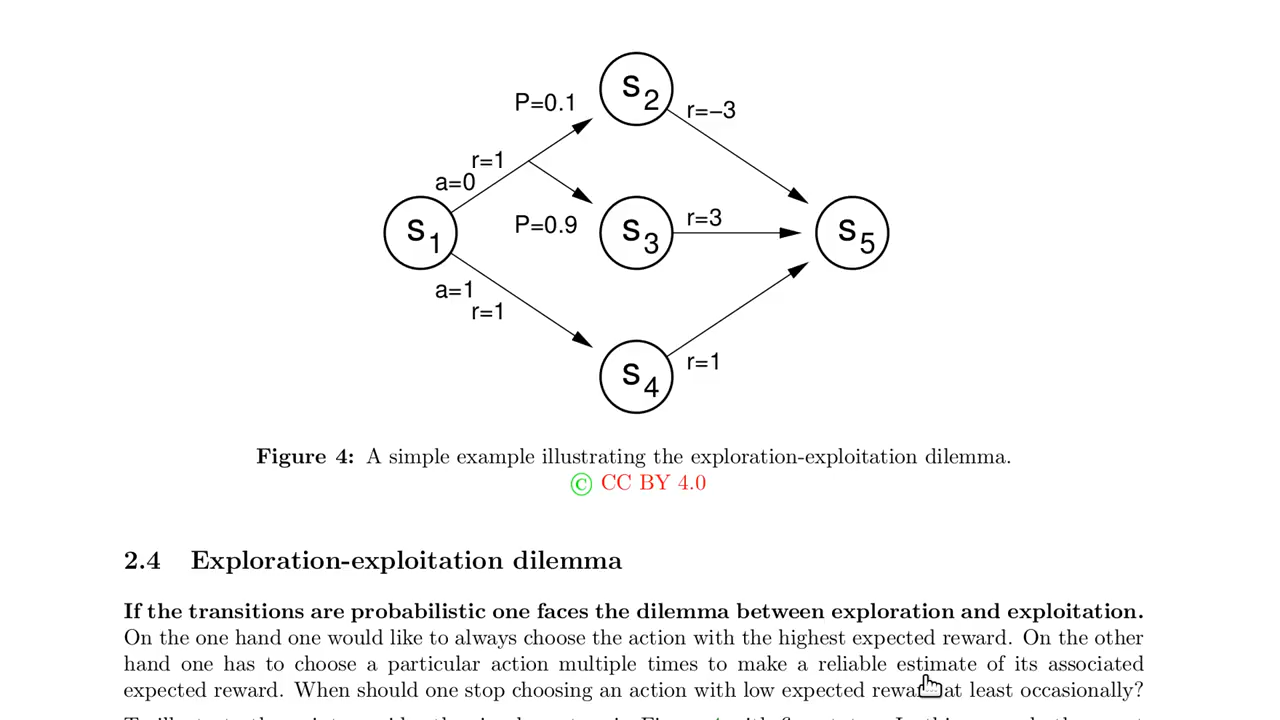 S2
P=0.1
r=−3
r=1
a=0
S1
P=0.9
S3
r=3
S5
a=1
r=1
S4
r=1
Figure 4: A simple example illustrating the exploration-exploitation dilemma.
© CC BY 4.0
2.4 Exploration-exploitation dilemma
If the transitions are probabilistic one faces the dilemma between exploration and exploitation.
On the one hand one would like to always choose the action with the highest expected reward. On the other
hand one has to choose a particular action multiple times to make a reliable estimate of its associated
expected reward. When should one stop choosing an action with low expected reward at least occasionally?